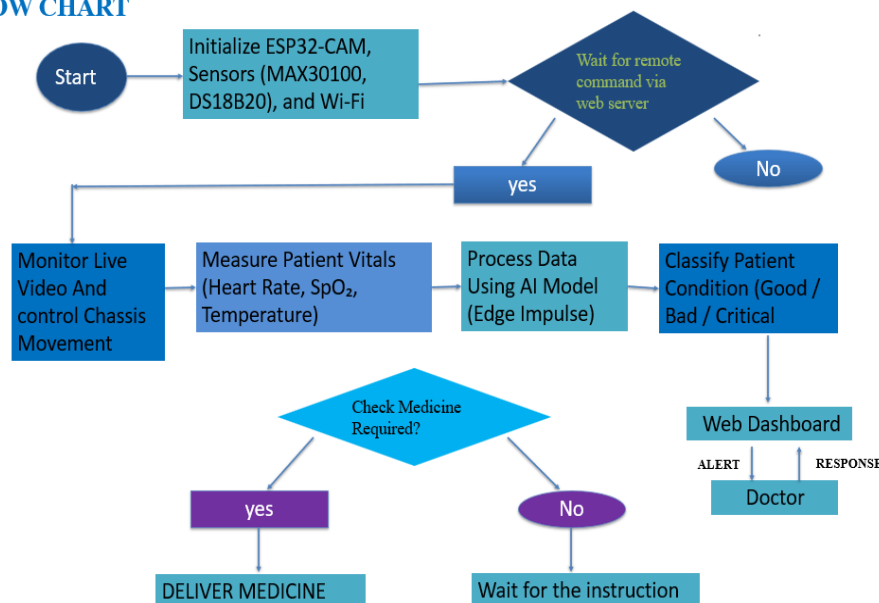 OW CHART
Start
Initialize ESP32-CAM,
Sensors (MAX30100,
DS18B20), and Wi-Fi
Wait for remote
command via
web server
yes
No
Monitor Live
Video And
control Chassis
Movement
Measure Patient Vitals
(Heart Rate, SpO₂,
Temperature)
Process Data
Using AI Model
(Edge Impulse)
Classify Patient
Condition (Good /
Bad / Critical
Web Dashboard
ALERT
RESPONSE
Doctor
Check Medicine
Required?
yes
No
DELIVER MEDICINE
Wait for the instruction